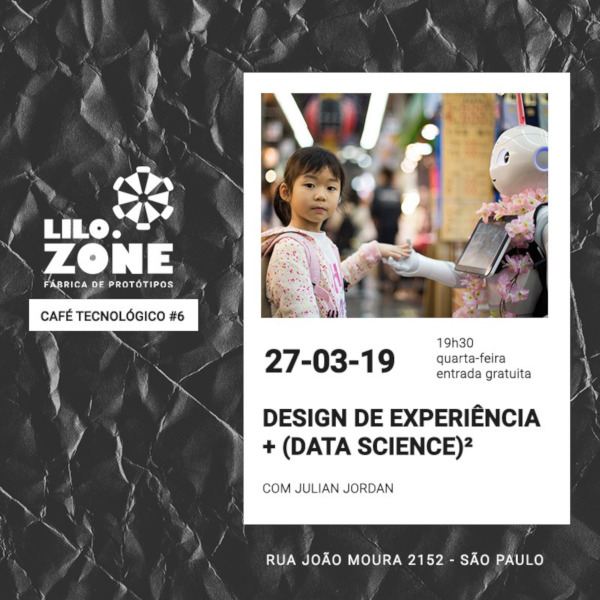 LILO.
ZONE
FÁBRICA DE PROTÓTIPOS
CAFÉ TECNOLÓGICO #6
27-03-19
19h30
quarta-feira
entrada gratuita
DESIGN DE EXPERIÊNCIA
+ (DATA SCIENCE)²
COM JULIAN JORDAN
RUA JOÃO MOURA 2152 - SÃO PAULO